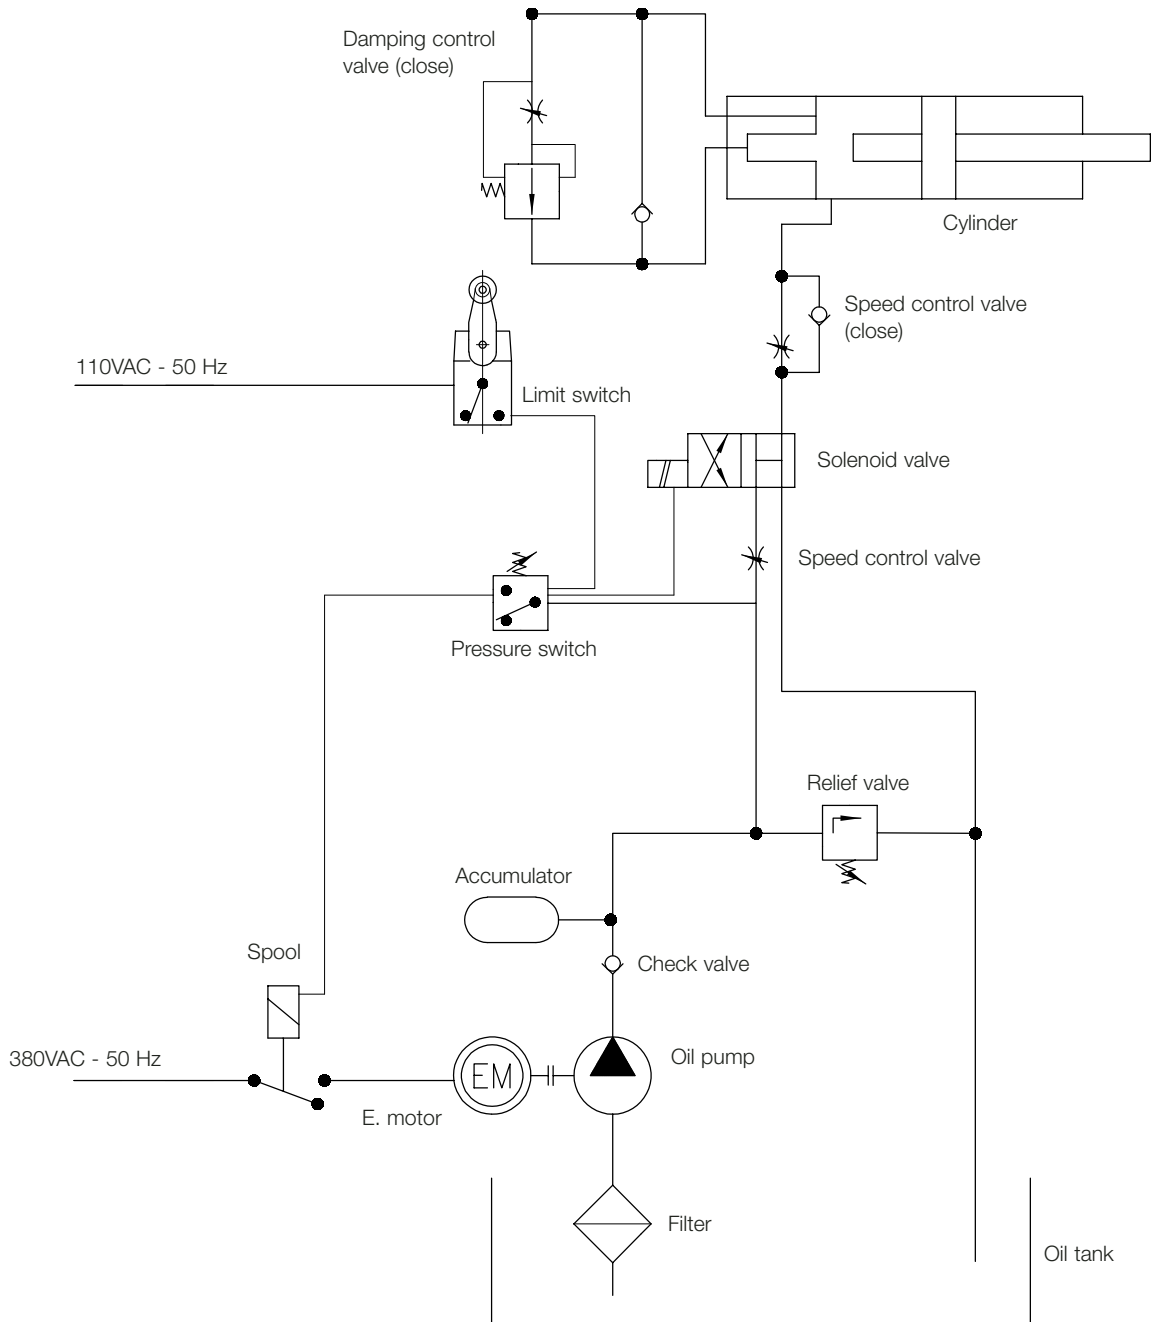 Damping control
valve (close)
Cylinder
Speed control valve
(close)
110VAC - 50 Hz
Limit switch
Solenoid valve
Speed control valve
Pressure switch
Relief valve
Accumulator
Spool
Check valve
380VAC - 50 Hz
EM
Oil pump
E. motor
Filter
Oil tank